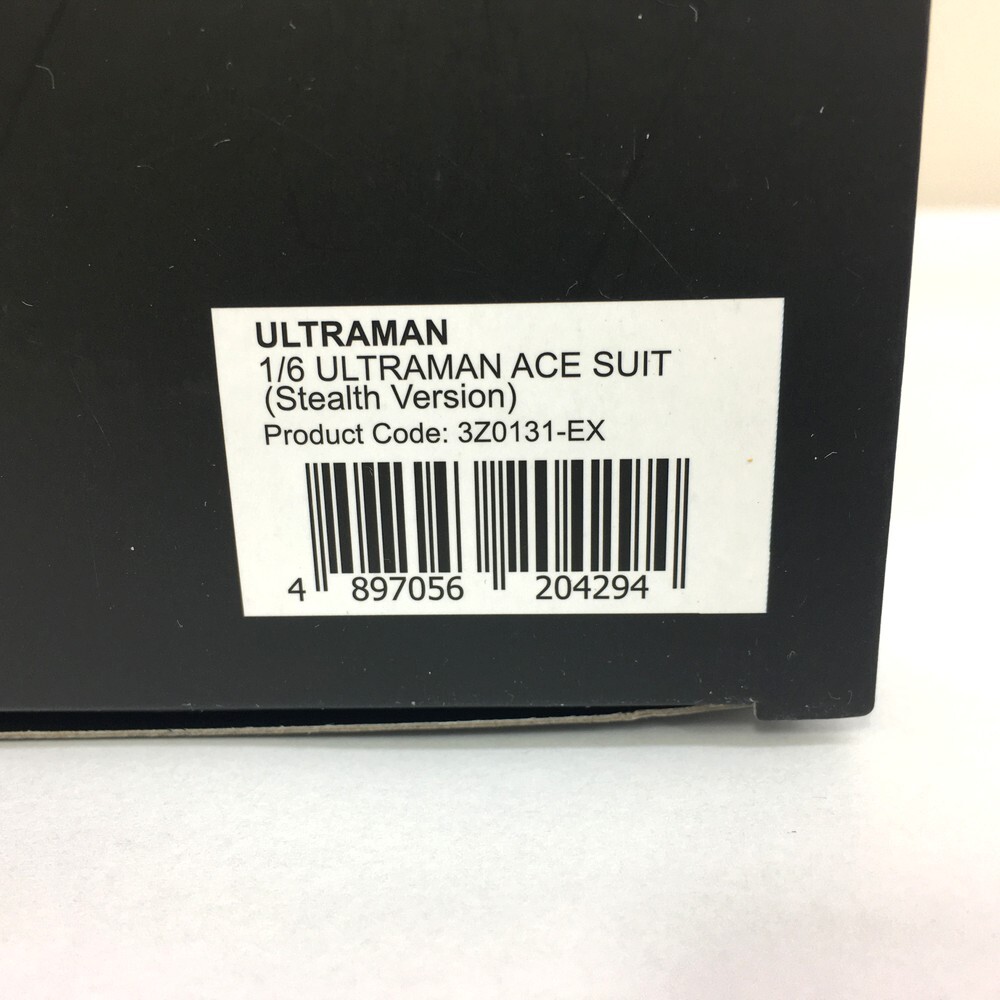 ULTRAMAN
1/6 ULTRAMAN ACE SUIT
(Stealth Version)
Product Code: 3Z0131-EX
4 897056 204294